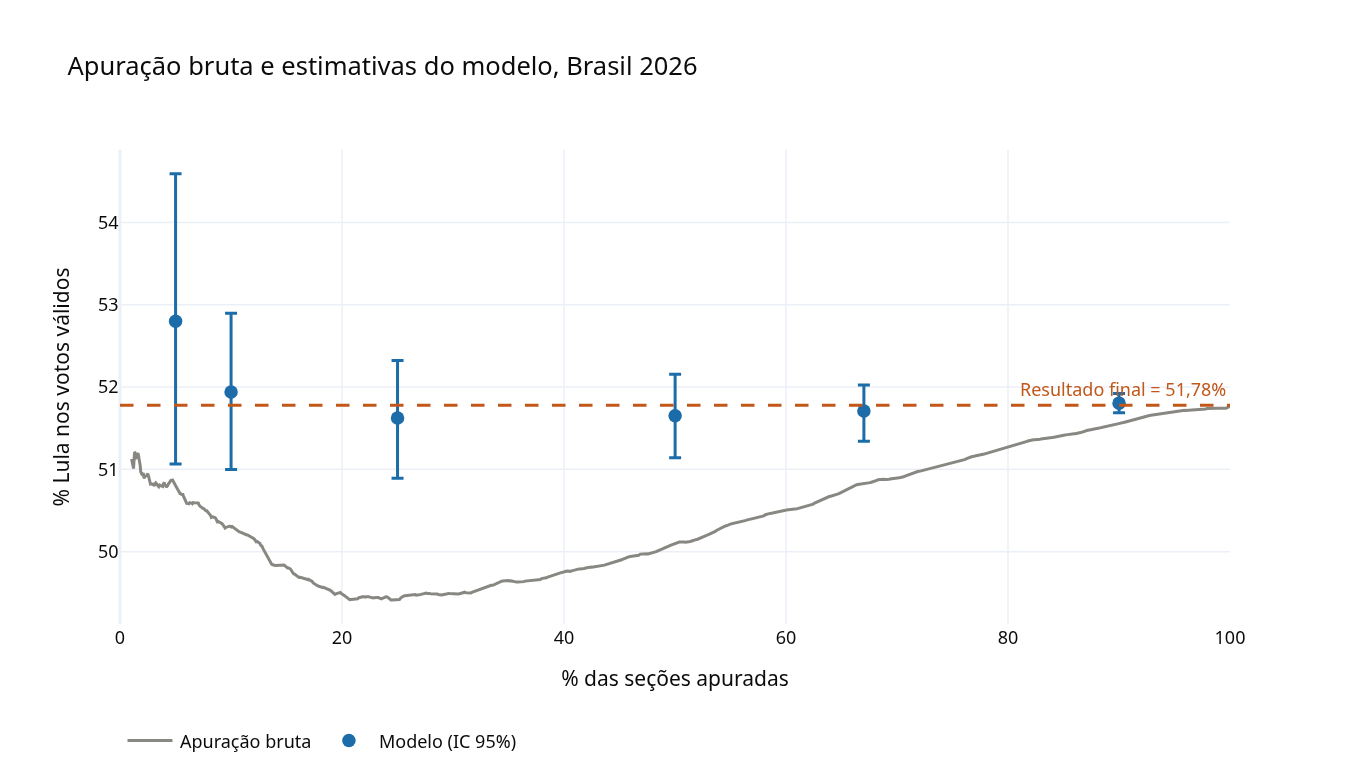 Apuração bruta e estimativas do modelo, Brasil 2026
% Lula nos votos válidos
54
53
52
51
50
Resultado final = 51,78%
0 20 40 60 80 100
% das seções apuradas
Apuração bruta Modelo (IC 95%)